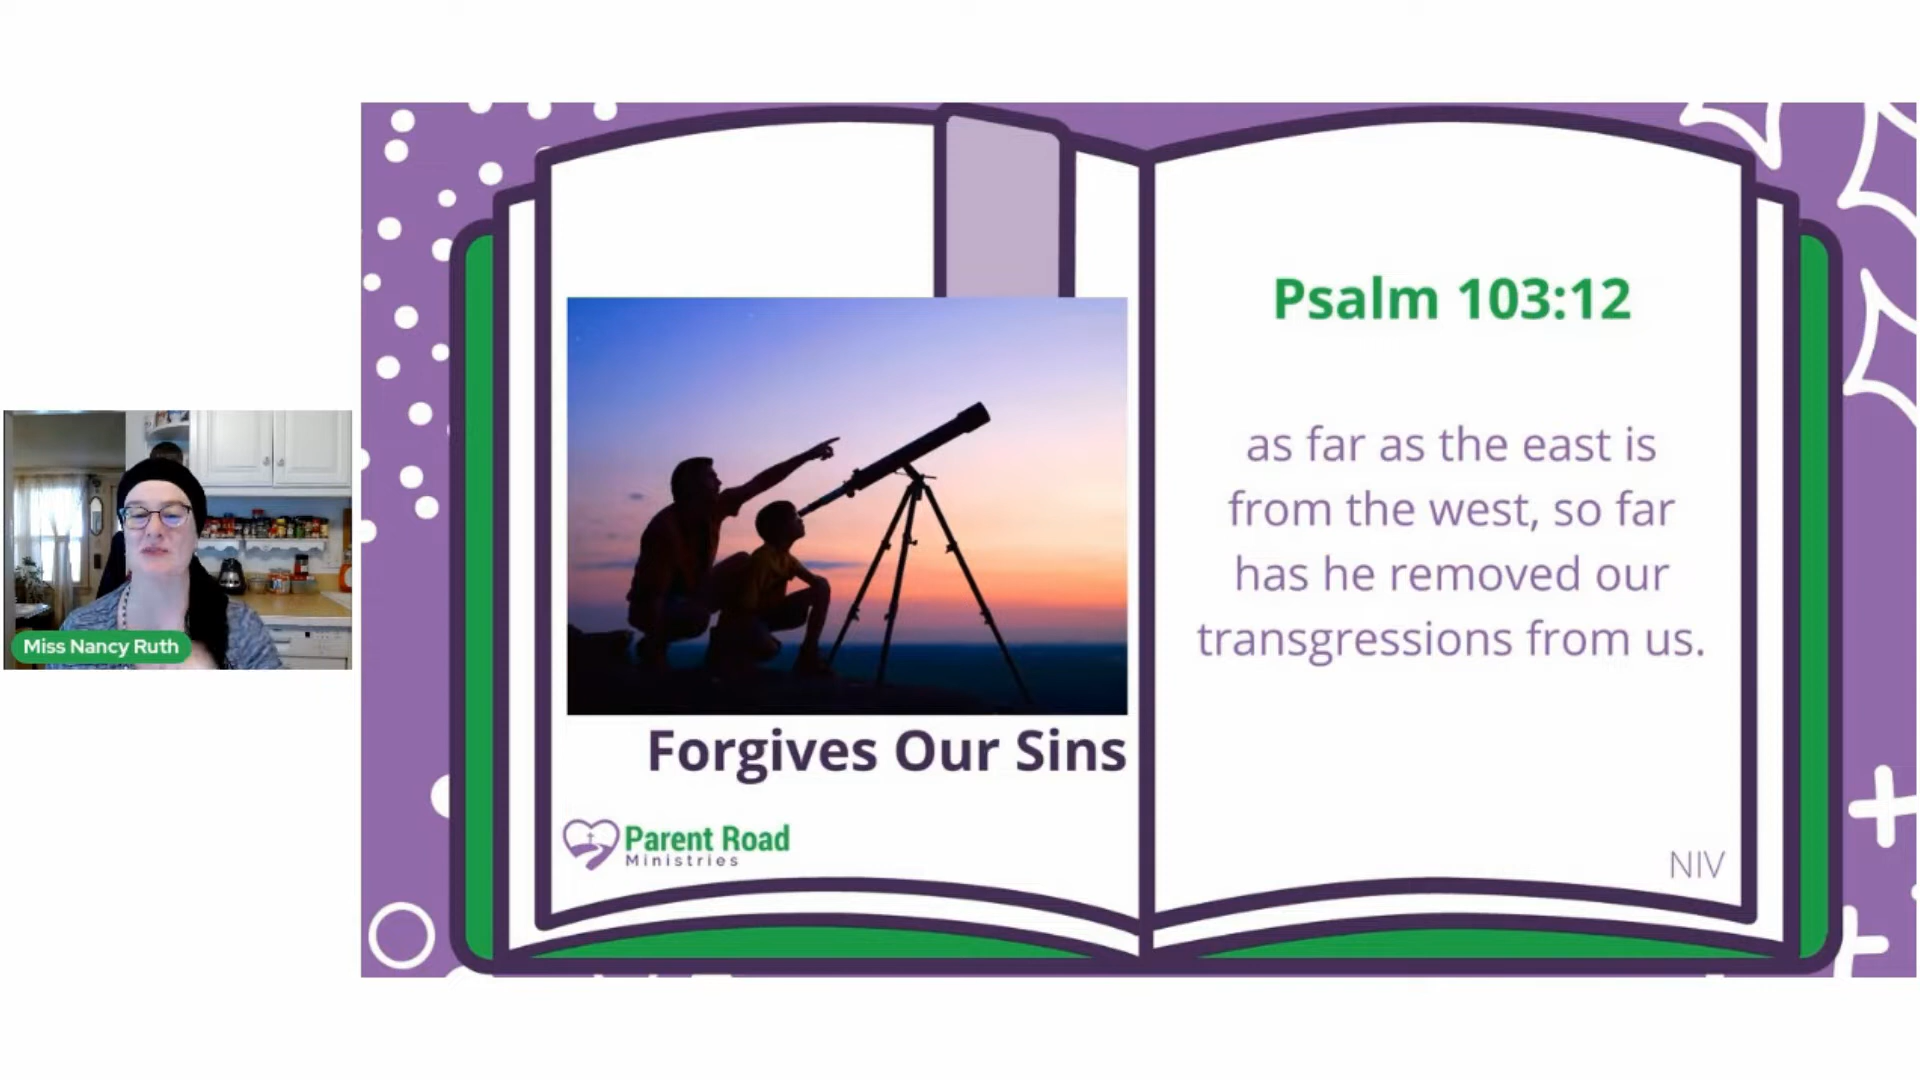 Miss Nancy Ruth
Forgives Our Sins
Parent Road
Ministries
Psalm 103:12
as far as the east is
from the west, so far
has he removed our
transgressions from us.
NIV